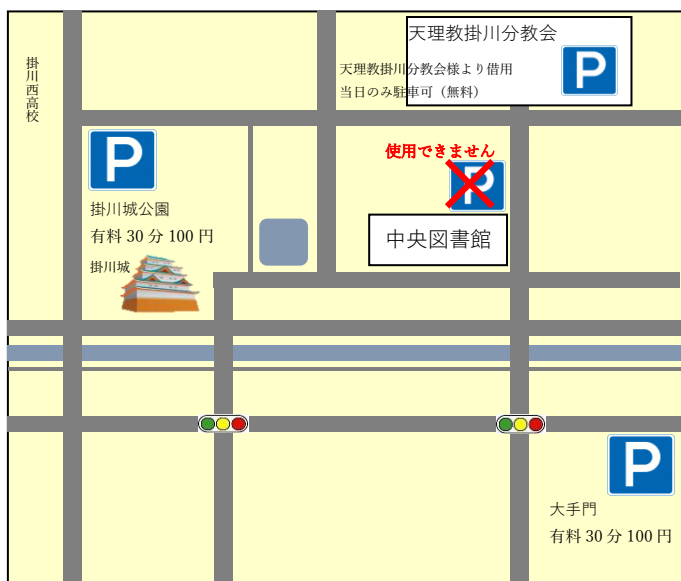 天理教掛川分教会
天理教掛川分教会様より借用
当日のみ駐車可（無料）
P
掛川西高校
P
使用できません
P
掛川城公園
有料 30 分 100 円
中央図書館
掛川城
P
大手門
有料 30 分 100 円